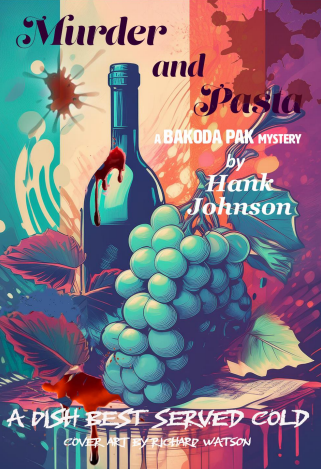 Murder
and
Pasta
A BAKODA PAK MYSTERY
by
Hank
Johnson
A DISH BEST SERVED COLD
COVER ART BY RICHARD WATSON